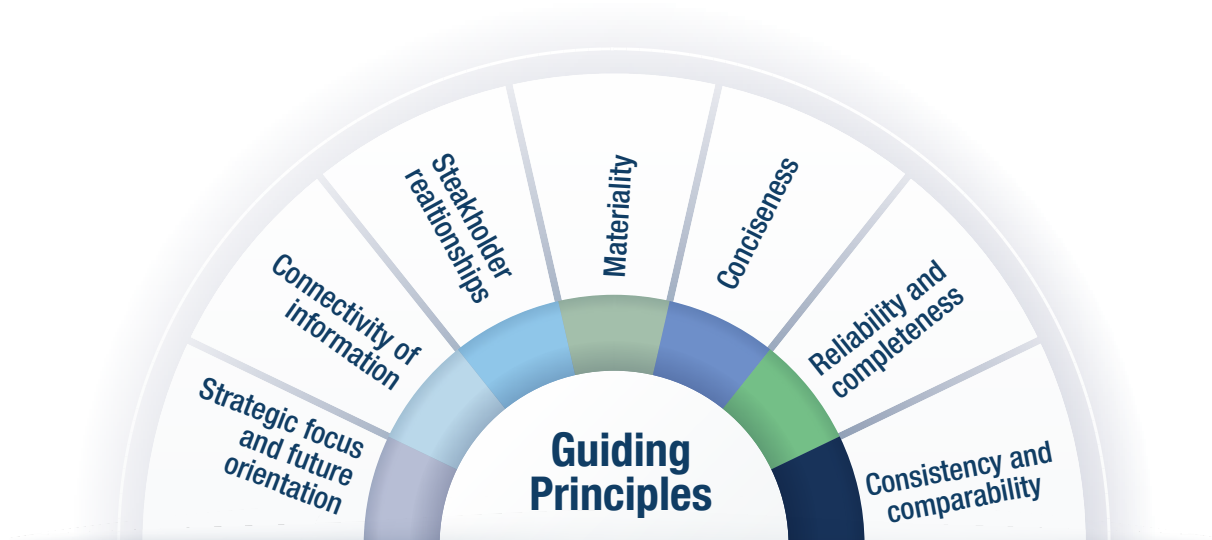 Strategic focus
and future
orientation
Connectivity of
information
Steakholder
realtionships
Materiality
Conciseness
Reliability and
completeness
Consistency and
comparability
Guiding
Principles